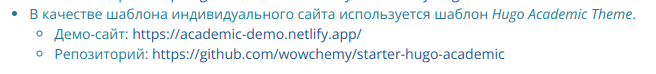 • В качестве шаблона индивидуального сайта используется шаблон Hugo Academic Theme.
◦ Демо-сайт: https://academic-demo.netlify.app/
◦ Репозиторий: https://github.com/wowchemy/starter-hugo-academic